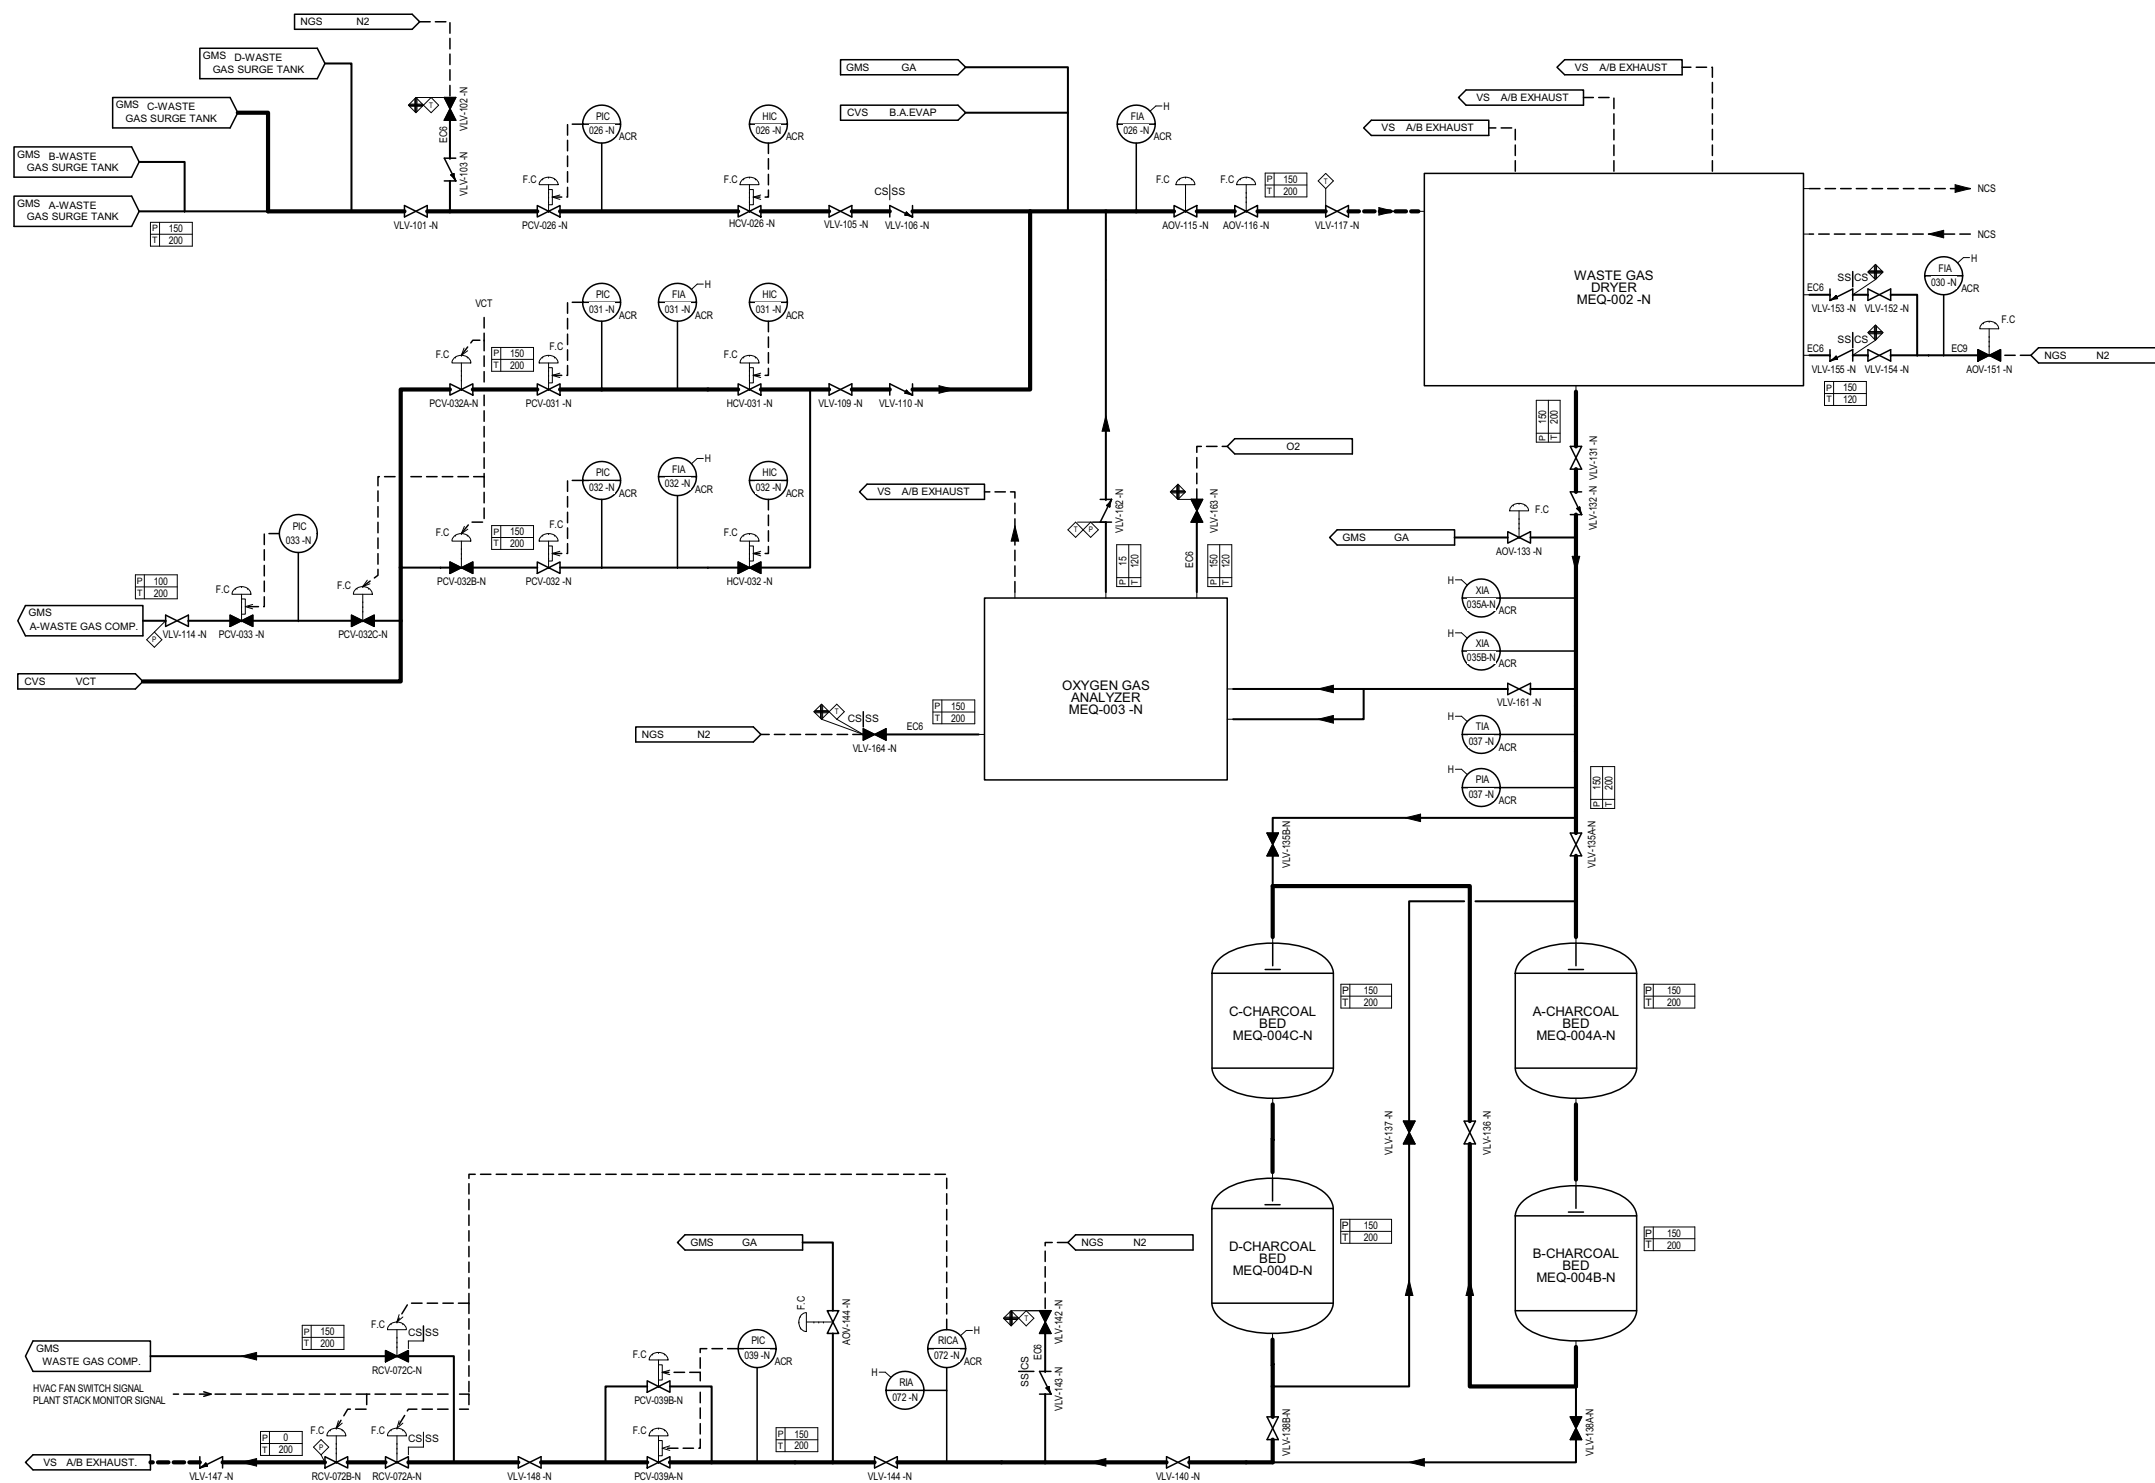 NGS N2
GMS D-WASTE
GAS SURGE TANK
GMS C-WASTE
GAS SURGE TANK
GMS B-WASTE
GAS SURGE TANK
GMS A-WASTE
GAS SURGE TANK
P 150
T 200
T
VLV-102 -N
EC6
VLV-103 -N
VLV-101 -N
F.C
PCV-026 -N
PIC
026 -N
ACR
F.C
HCV-026 -N
HIC
026 -N
ACR
VLV-105 -N
CS SS
VLV-106 -N
GMS GA
CVS B.A.EVAP
FIA
026 -N
H
ACR
F.C
AOV-115 -N
F.C
AOV-116 -N
P 150
T 200
T
VLV-117 -N
VS A/B EXHAUST
VS A/B EXHAUST
VS A/B EXHAUST
WASTE GAS
DRYER
MEQ-002 -N
NCS
NCS
EC6
SS CS
VLV-153 -N
VLV-152 -N
FIA
030 -N
H
ACR
EC6
SS CS
VLV-155 -N
VLV-154 -N
EC9
F.C
AOV-151 -N
NGS N2
P 150
T 120
VCT
F.C
PCV-032A-N
P 150
T 200
F.C
PCV-031 -N
PIC
031 -N
ACR
FIA
031 -N
H
ACR
HIC
031 -N
ACR
F.C
HCV-031 -N
VLV-109 -N
VLV-110 -N
F.C
PCV-032B-N
P 150
T 200
F.C
PCV-032 -N
PIC
032 -N
ACR
FIA
032 -N
H
ACR
HIC
032 -N
ACR
F.C
HCV-032 -N
PIC
033 -N
P 100
T 200
GMS
A-WASTE GAS COMP.
P
VLV-114 -N
F.C
PCV-033 -N
F.C
PCV-032C-N
CVS VCT
VS A/B EXHAUST
T P
VLV-162 -N
P 15
T 120
O2
VLV-163 -N
EC6
P 150
T 120
OXYGEN GAS
ANALYZER
MEQ-003 -N
NGS N2
T
CS SS
VLV-164 -N
EC6
P 150
T 200
P 150
T 200
VLV-131 -N
VLV-132 -N
GMS GA
F.C
AOV-133 -N
XIA
035A-N
H
ACR
XIA
035B-N
H
ACR
VLV-161 -N
TIA
037 -N
H
ACR
PIA
037 -N
H
ACR
P 150
T 200
VLV-135B-N
VLV-135A-N
C-CHARCOAL
BED
MEQ-004C-N
P 150
T 200
A-CHARCOAL
BED
MEQ-004A-N
P 150
T 200
VLV-137 -N
VLV-136 -N
D-CHARCOAL
BED
MEQ-004D-N
P 150
T 200
B-CHARCOAL
BED
MEQ-004B-N
P 150
T 200
GMS GA
NGS N2
F.C
AOV-144 -N
T
VLV-142 -N
EC6
SS CS
VLV-143 -N
RICA
072 -N
H
ACR
RIA
072 -N
H
PIC
039 -N
ACR
F.C
PCV-039B-N
F.C
PCV-039A-N
P 150
T 200
VLV-144 -N
VLV-140 -N
VLV-138B-N
VLV-138A-N
P 150
T 200
F.C
CS SS
RCV-072C-N
GMS
WASTE GAS COMP.
HVAC FAN SWITCH SIGNAL
PLANT STACK MONITOR SIGNAL
P 0
T 200
P
F.C
RCV-072B-N
F.C
CS SS
RCV-072A-N
VLV-148 -N
VS A/B EXHAUST.
VLV-147 -N